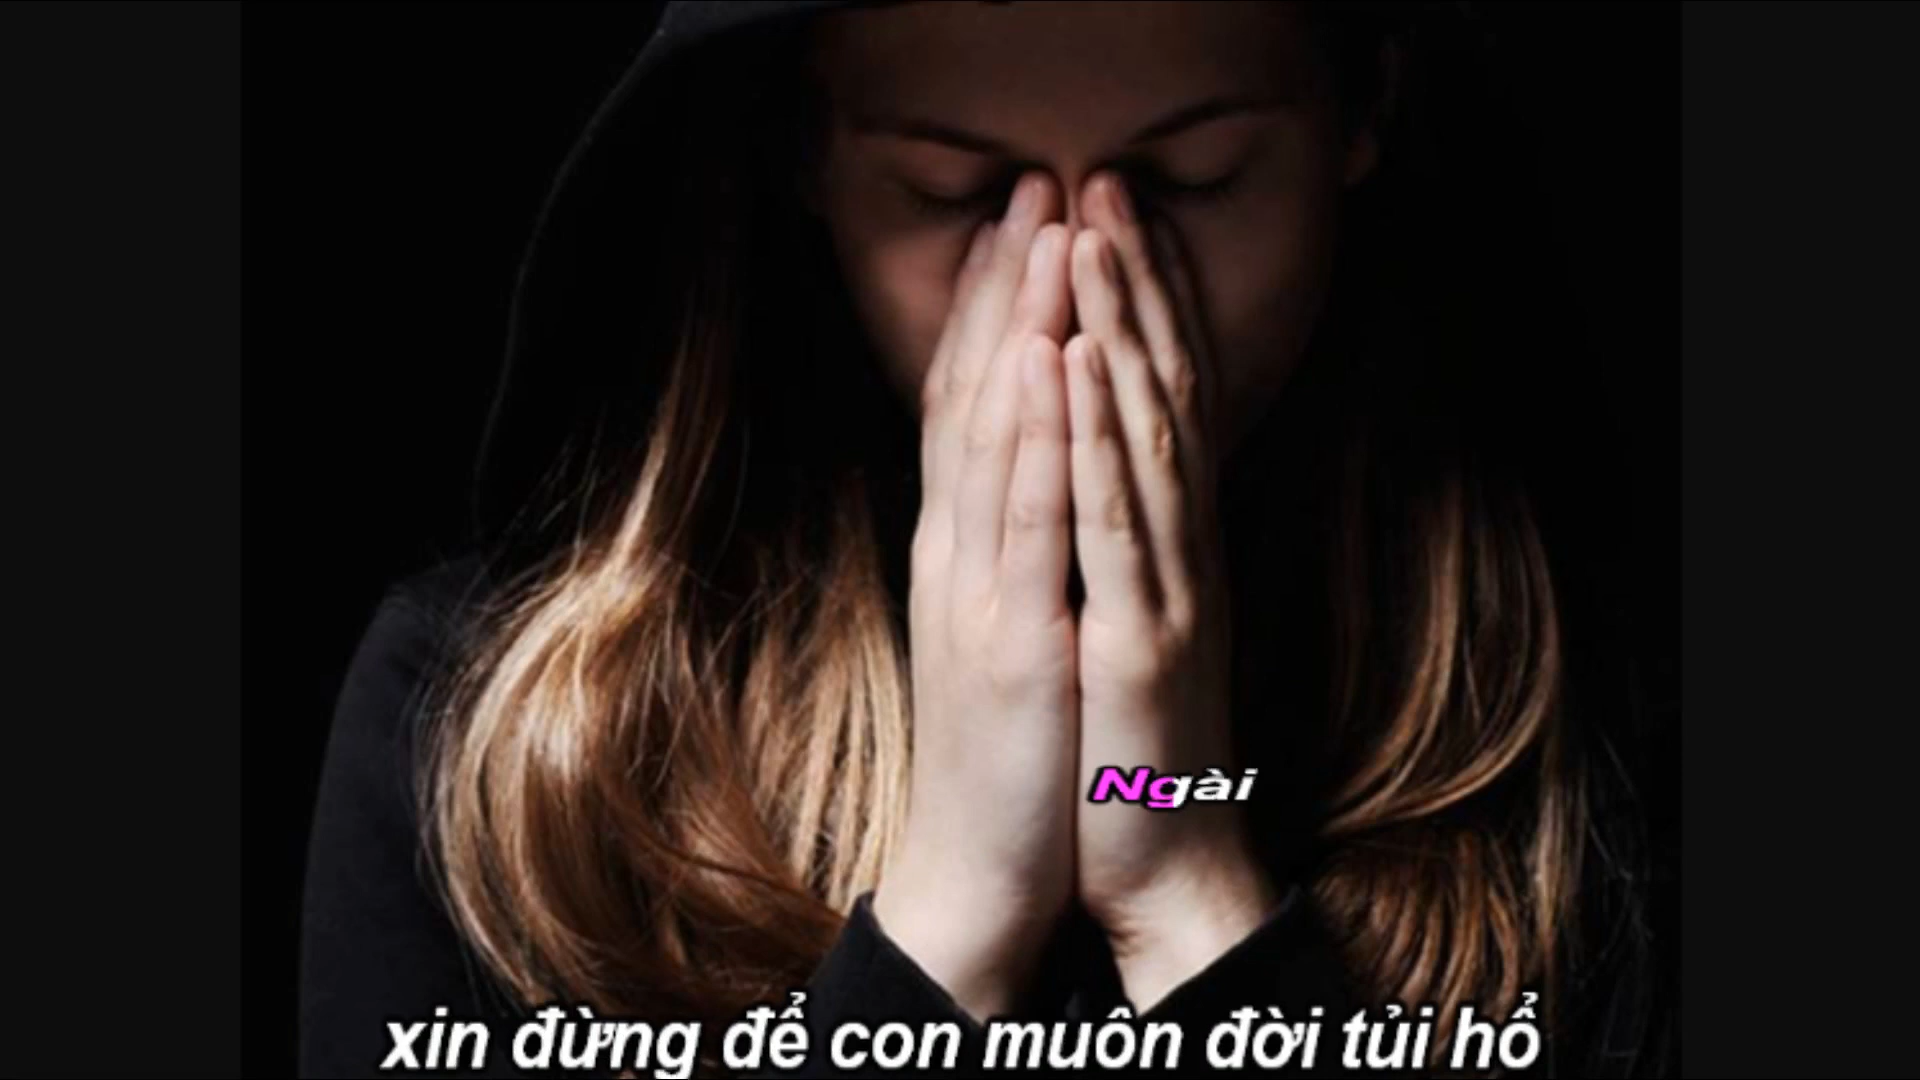 Ngài
xin đừng để con muôn đời tủi hổ